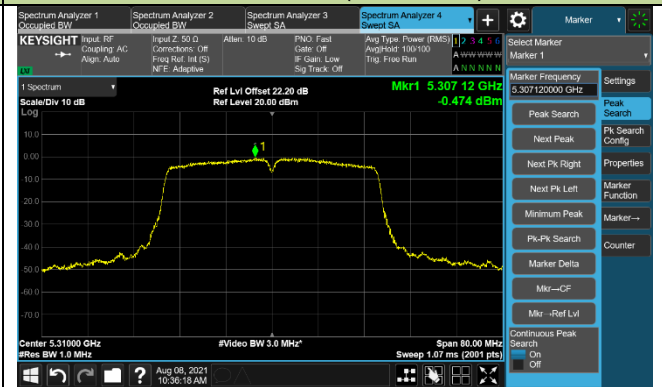 Spectrum Analyzer 1
Occupied BW
Spectrum Analyzer 2
Occupied BW
Spectrum Analyzer 3
Swept SA
Spectrum Analyzer 4
Swept SA
+
Marker
KEYSIGHT
Input: RF
Coupling: AC
Align: Auto
Input Z: 50 Ω
Corrections: Off
Freq Ref: Int (S)
NFE: Adaptive
Atten: 10 dB
PNO: Fast
Gate: Off
IF Gain: Low
Sig Track: Off
Avg Type: Power (RMS)
Avg|Hold: 100/100
Trig: Free Run
1 2 3 4 5 6
A W W W W W
A N N N N N
LV
Select Marker
Marker 1
1 Spectrum
Scale/Div 10 dB
Log
Ref Lvl Offset 22.20 dB
Ref Level 20.00 dBm
Mkr1 5.307 12 GHz
-0.474 dBm
1
10.0
0.00
-10.0
-20.0
-30.0
-40.0
-50.0
-60.0
-70.0
Center 5.31000 GHz
#Res BW 1.0 MHz
#Video BW 3.0 MHz*
Span 80.00 MHz
Sweep 1.07 ms (2001 pts)
Marker Frequency
5.307120000 GHz
Peak Search
Next Peak
Next Pk Right
Next Pk Left
Minimum Peak
Pk-Pk Search
Marker Delta
Mkr→CF
Mkr→Ref Lvl
Continuous Peak
Search
On
Off
Settings
Peak
Search
Pk Search
Config
Properties
Marker
Function
Marker→
Counter
?
Aug 08, 2021
10:36:18 AM